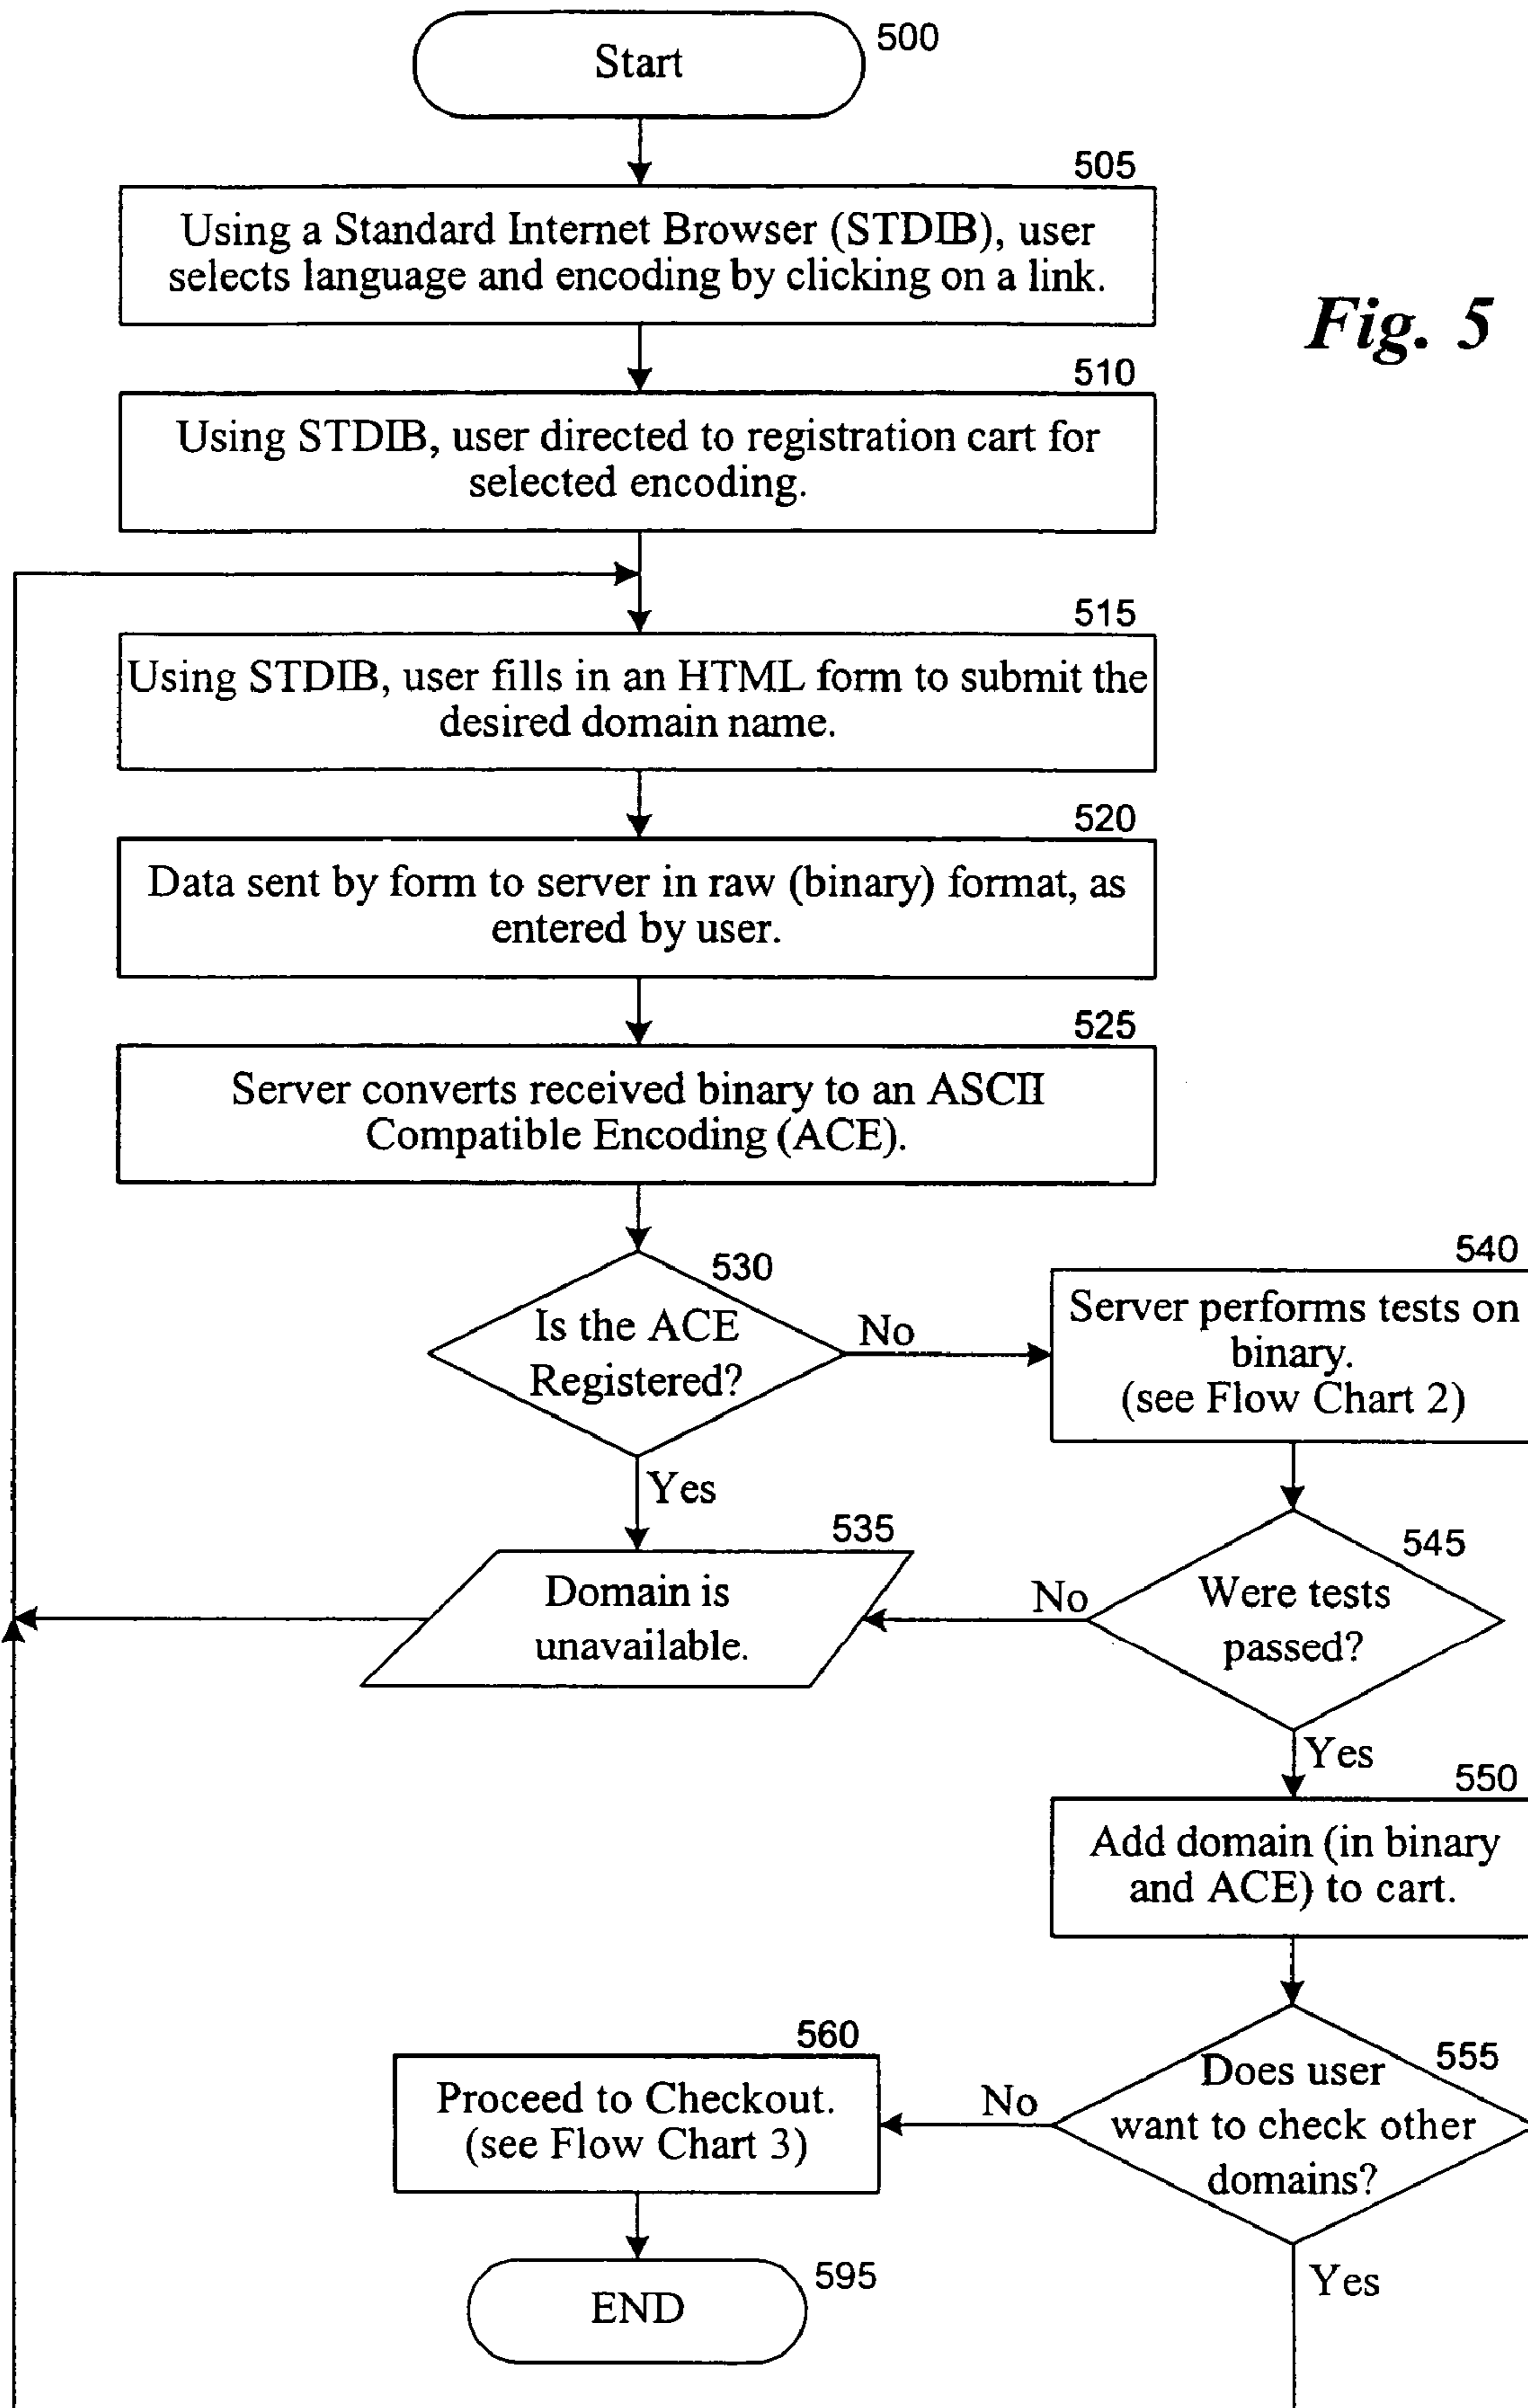 Start
500
505
Using a Standard Internet Browser (STDIB), user
selects language and encoding by clicking on a link.
Fig. 5
510
Using STDIB, user directed to registration cart for
selected encoding.
515
Using STDIB, user fills in an HTML form to submit the
desired domain name.
520
Data sent by form to server in raw (binary) format, as
entered by user.
525
Server converts received binary to an ASCII
Compatible Encoding (ACE).
530
Is the ACE
Registered?
No
Yes
540
Server performs tests on
binary.
(see Flow Chart 2)
535
Domain is
unavailable.
545
Were tests
passed?
No
Yes
550
Add domain (in binary
and ACE) to cart.
555
Does user
want to check other
domains?
No
Yes
560
Proceed to Checkout.
(see Flow Chart 3)
END
595